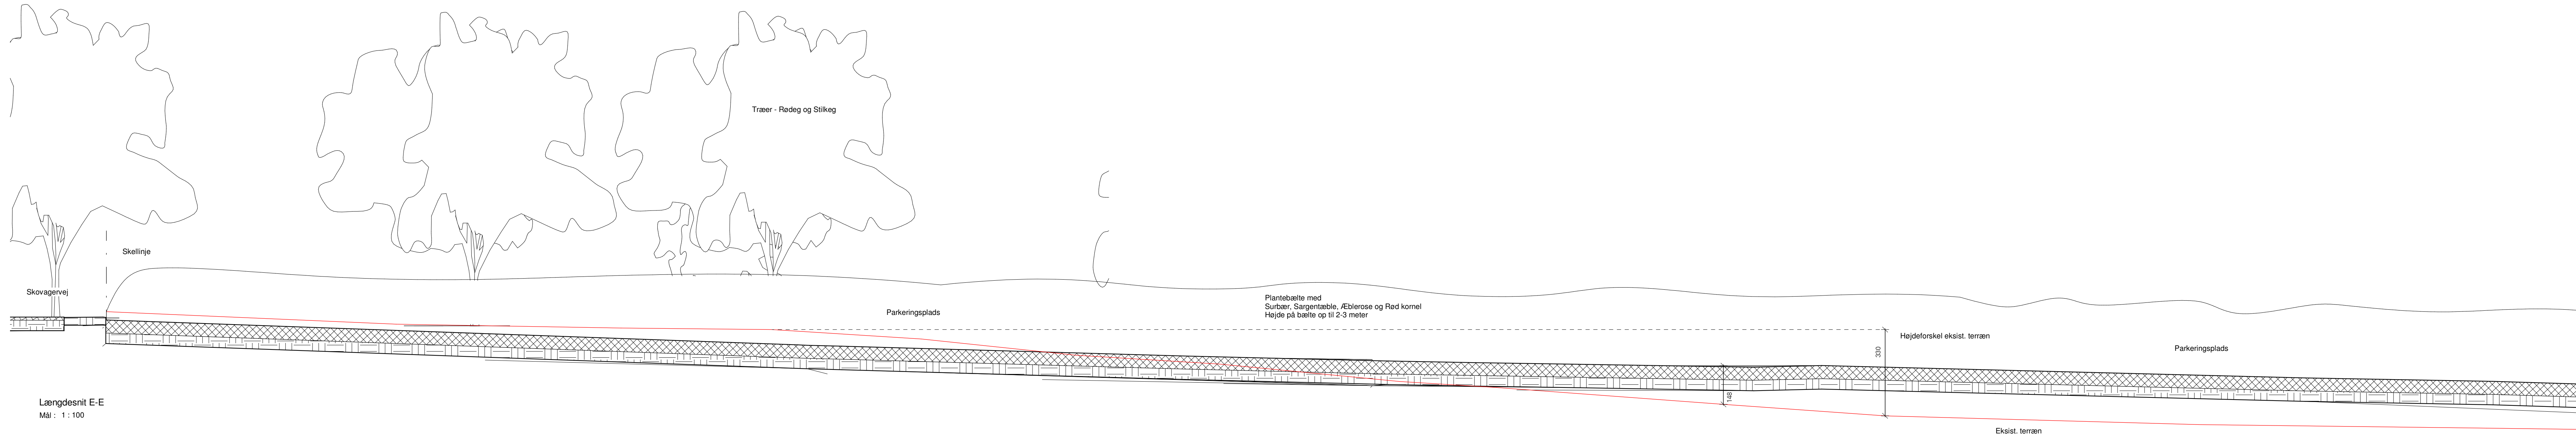 Træer - Rødeg og Stilkeg
Skellinje
Skovagervej
Plantebælte med
Surbær, Sargentæble, Æblerose og Rød kornel
Højde på bælte op til 2-3 meter
Parkeringsplads
Højdeforskel eksist. terræn
330
Parkeringsplads
148
Længdesnit E-E
Mål : 1 : 100
Eksist. terræn